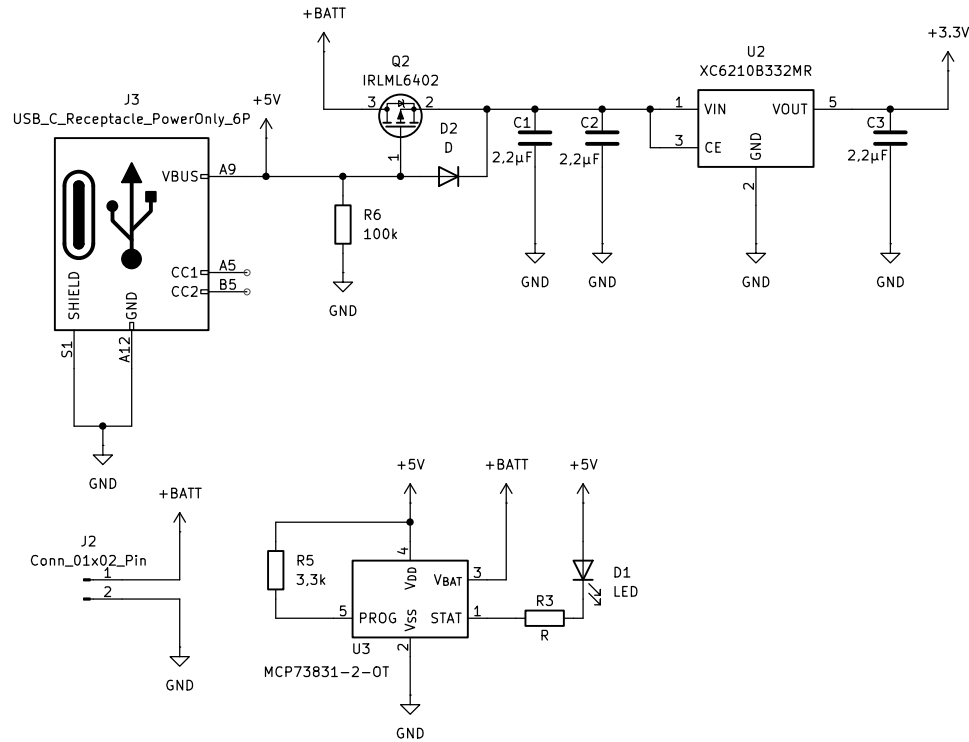 +BATT
+3.3V
Q2
IRLML6402
U2
XC6210B332MR
J3
USB_C_Receptacle_PowerOnly_6P
+5V
3
2
1
VIN
VOUT
5
C1
2,2µF
C2
2,2µF
C3
2,2µF
D2
D
3
CE
GND
2
1
VBUS
A9
R6
100k
CC1
A5
CC2
B5
SHIELD
GND
S1
A12
GND
GND
GND
GND
GND
GND
+5V
+BATT
+5V
+BATT
J2
Conn_01x02_Pin
1
2
GND
R5
3,3k
4
VDD
VBAT
3
5
PROG
VSS
STAT
1
2
U3
MCP73831-2-OT
GND
R3
R
D1
LED